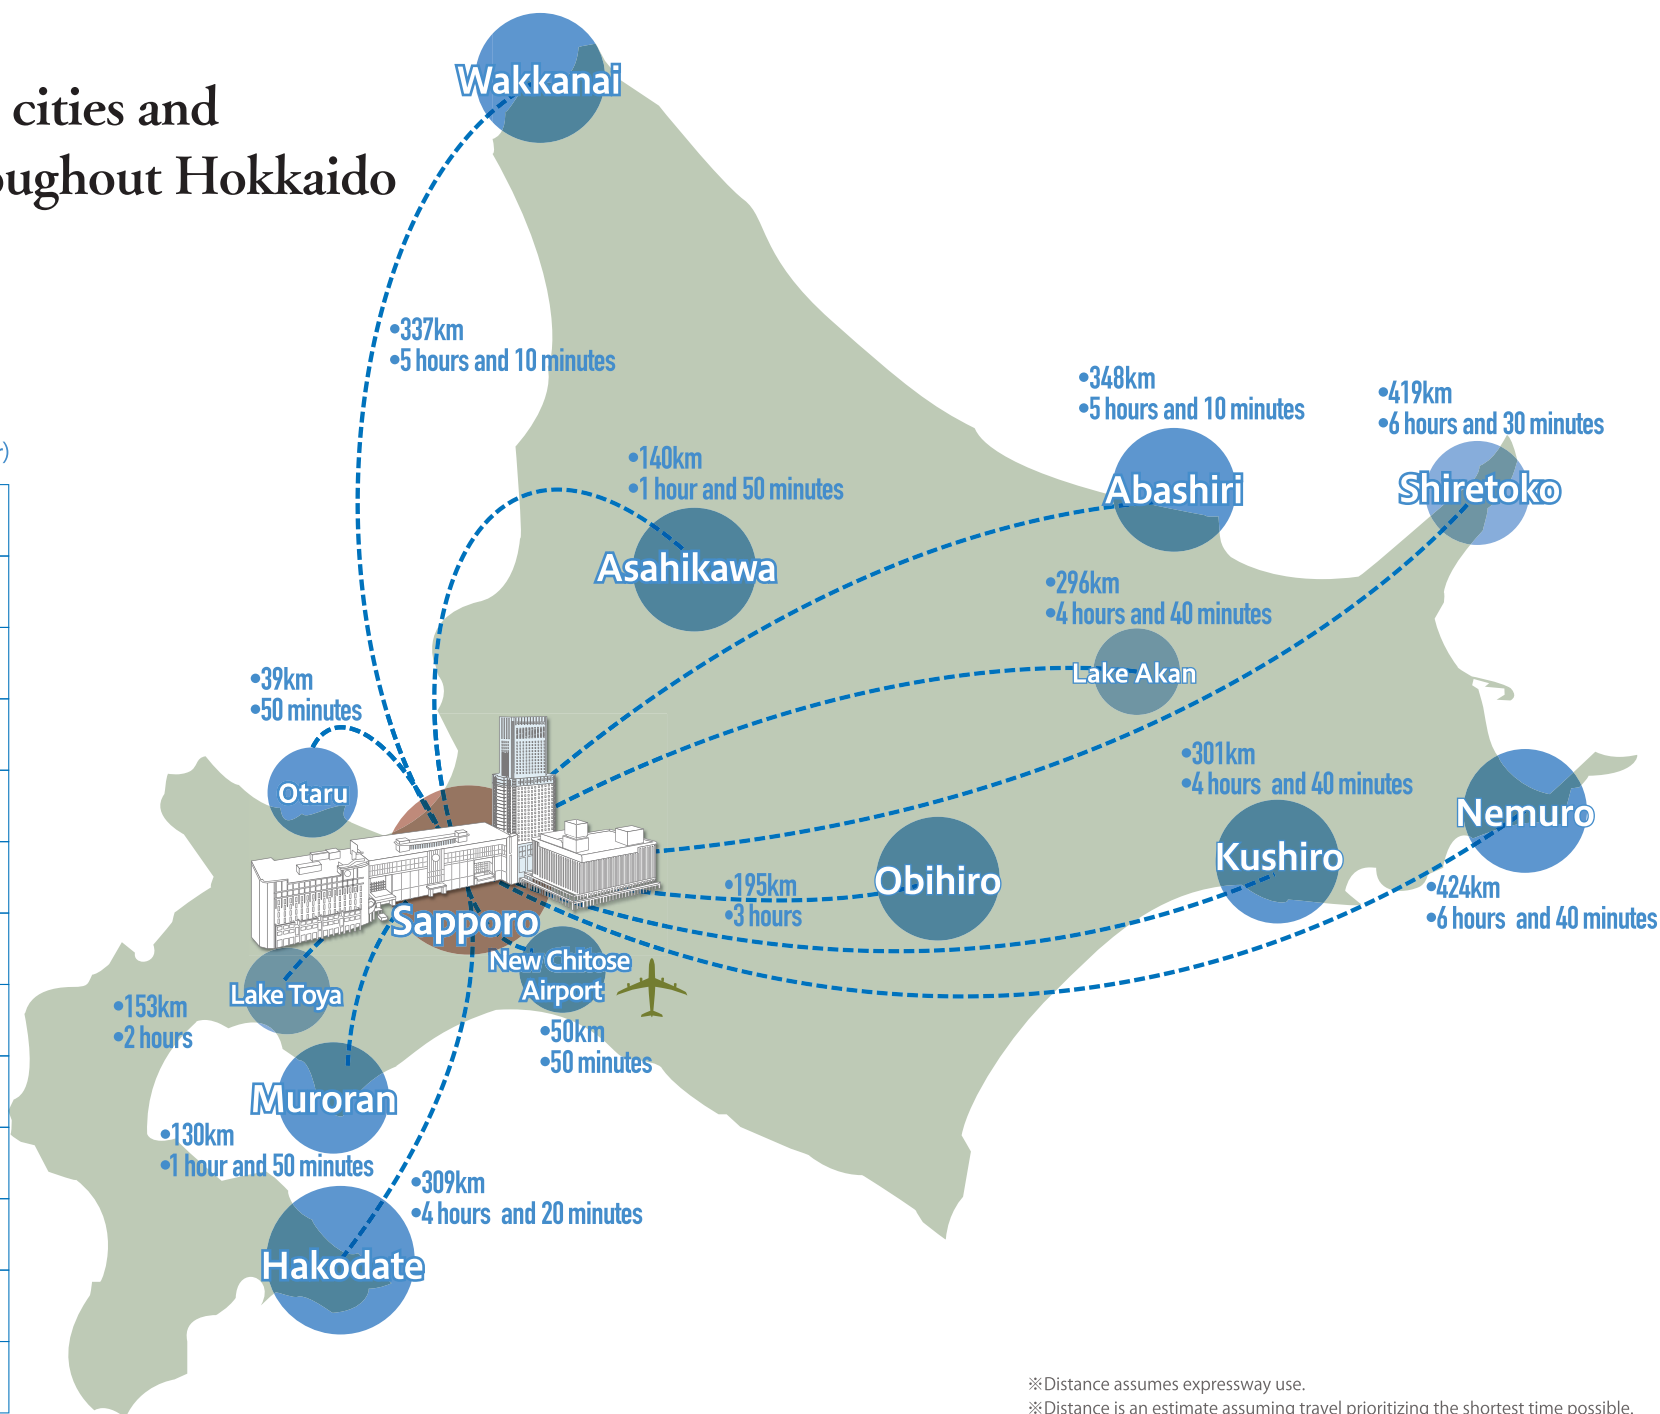 cities and
Hokkaido
Wakkanai
•337km
•5 hours and 10 minutes
•348km
•5 hours and 10 minutes
Abashiri
•419km
•6 hours and 30 minutes
Shiretoko
•140km
•1 hour and 50 minutes
Asahikawa
•296km
•4 hours and 40 minutes
Lake Akan
•39km
•50 minutes
Otaru
•301km
•4 hours and 40 minutes
Kushiro
Nemuro
•424km
•6 hours and 40 minutes
Obihiro
•195km
•3 hours
Sapporo
New Chitose
Airport
•50km
•50 minutes
Lake Toya
•153km
•2 hours
Muroran
•130km
•1 hour and 50 minutes
•309km
•4 hours and 20 minutes
Hakodate
※Distance assumes expressway use.
※Distance is an estimate assuming travel prioritizing the shortest time possible.